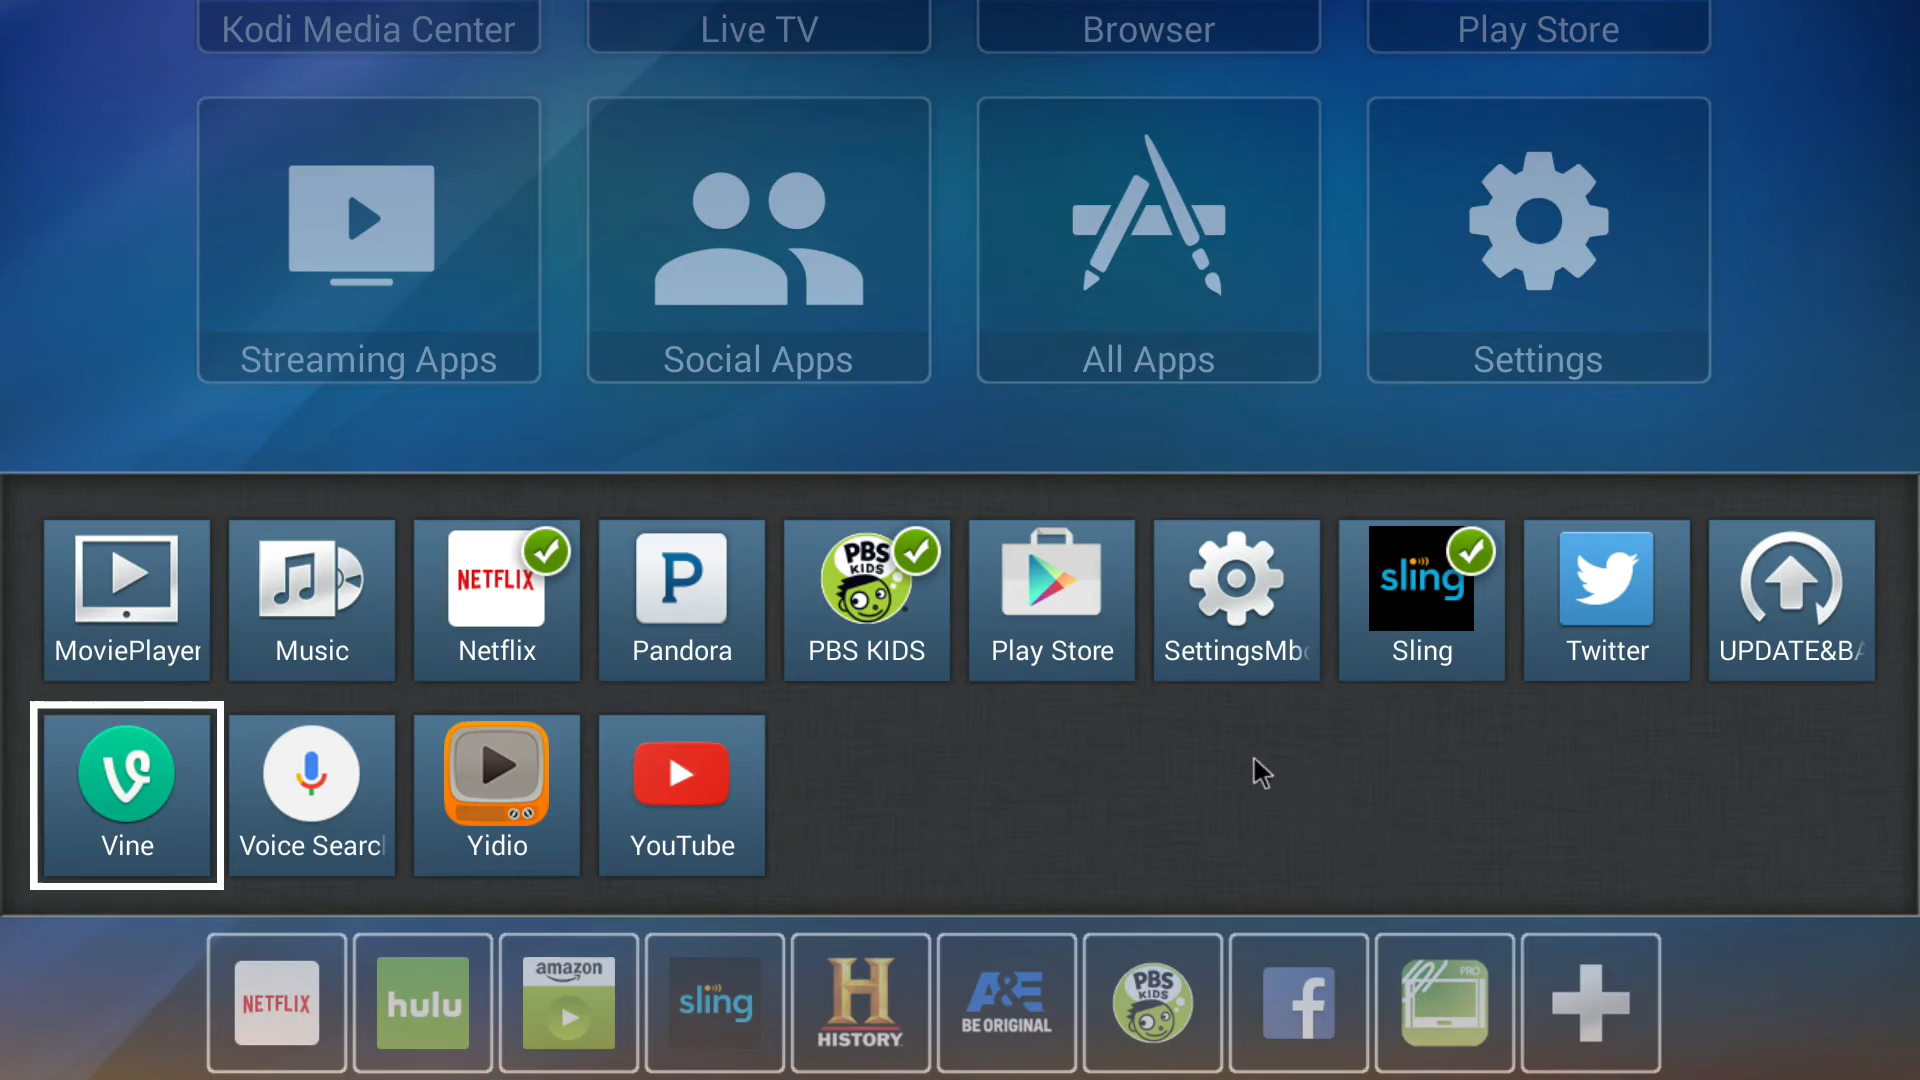 Kodi Media Center
Live TV
Browser
Play Store
Streaming Apps
Social Apps
All Apps
Settings
NETFLIX
P
PBS
KIDS
sling
MoviePlayer
Music
Netflix
Pandora
PBS KIDS
Play Store
SettingsMb
Sling
Twitter
UPDATE&BA
Vine
Voice Searc
Yidio
YouTube
NETFLIX
hulu
amazon
sling
H
HISTORY
A&E
BE ORIGINAL
PBS
KIDS
f
PRO